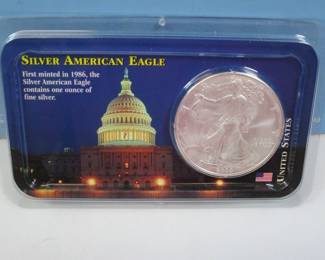 SILVER AMERICAN EAGLE
First minted in 1986, the
Silver American Eagle
contains one ounce of
fine silver.
UNITED STATES